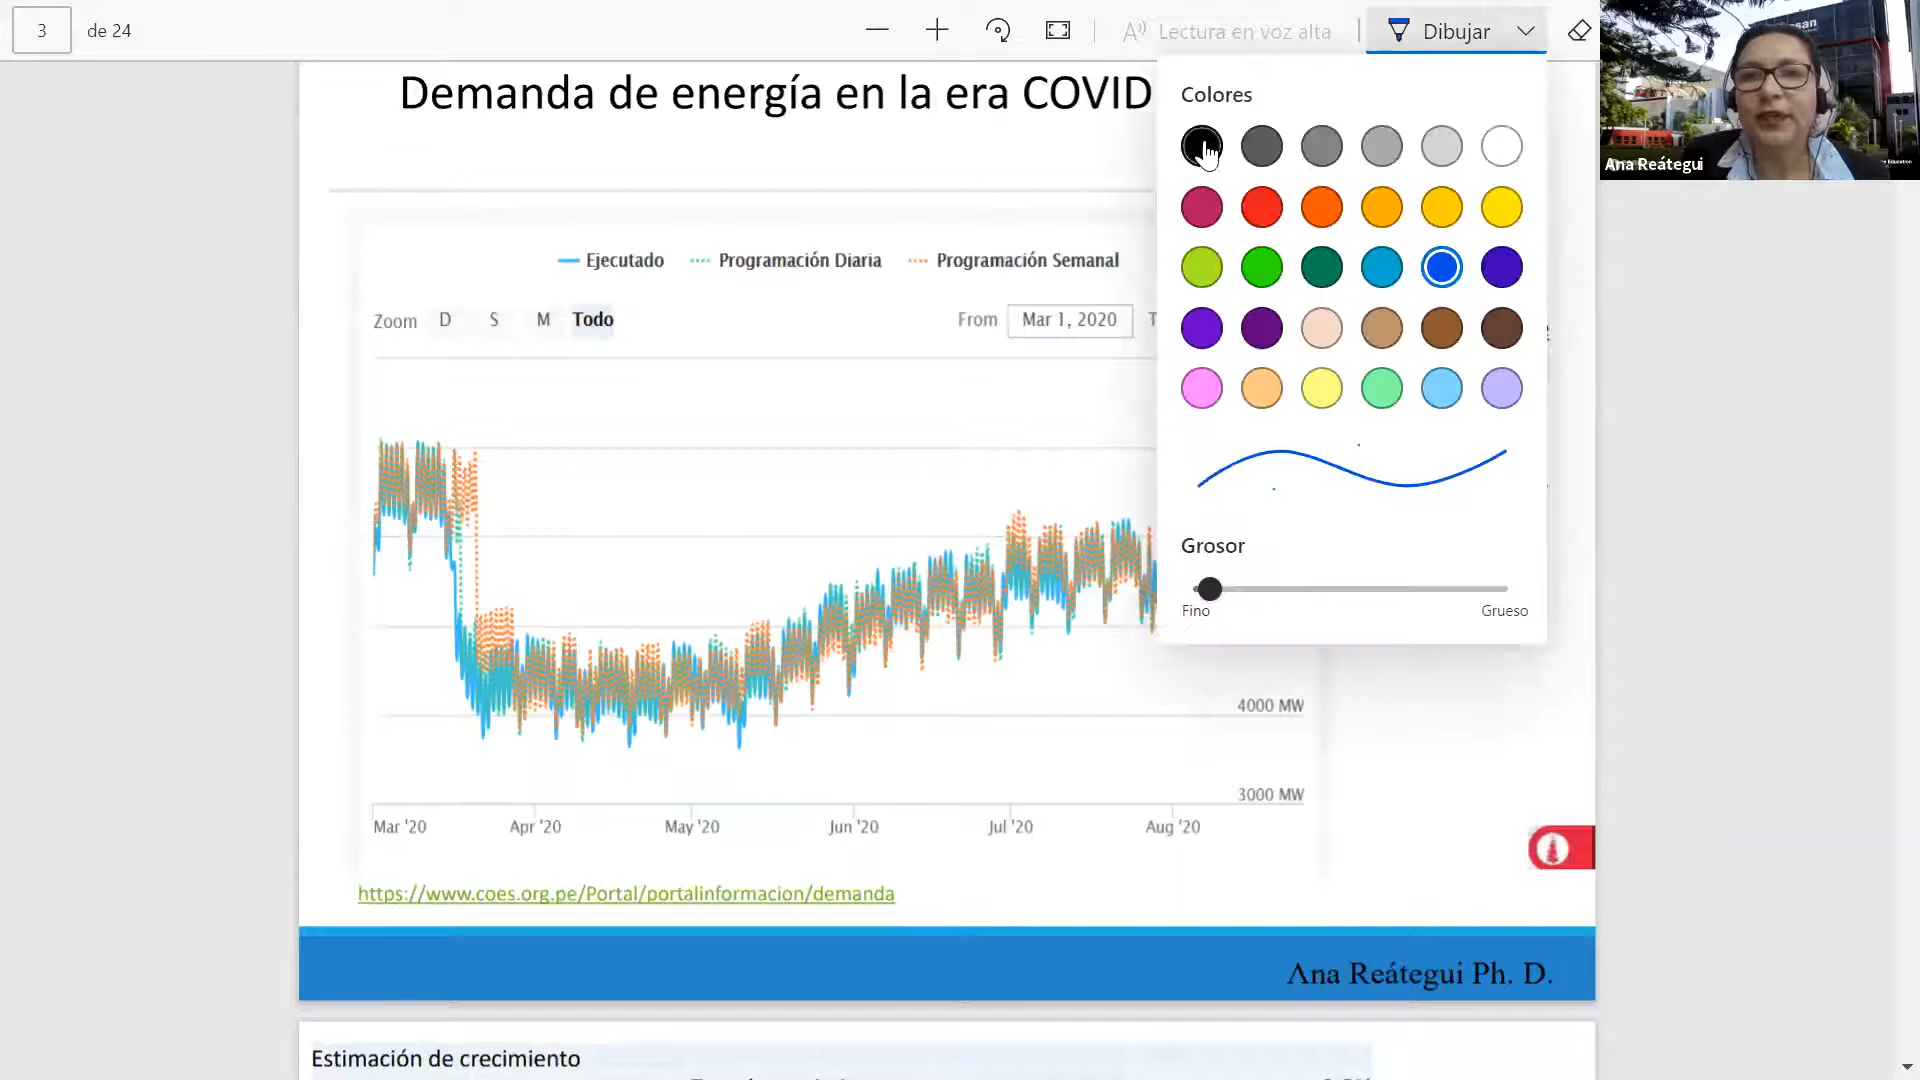 3 de 24
Lectura en voz alta
Dibujar
Ana Reátegui
Demanda de energía en la era COVID
Colores
Ejecutado Programación Diaria Programación Semanal
Zoom D S M Todo From Mar 1, 2020
Grosor
Fino Grueso
4000 MW
3000 MW
Mar '20 Apr '20 May '20 Jun '20 Jul '20 Aug '20
https://www.coes.org.pe/Portal/portalinformacion/demanda
Ana Reátegui Ph. D.
Estimación de crecimiento